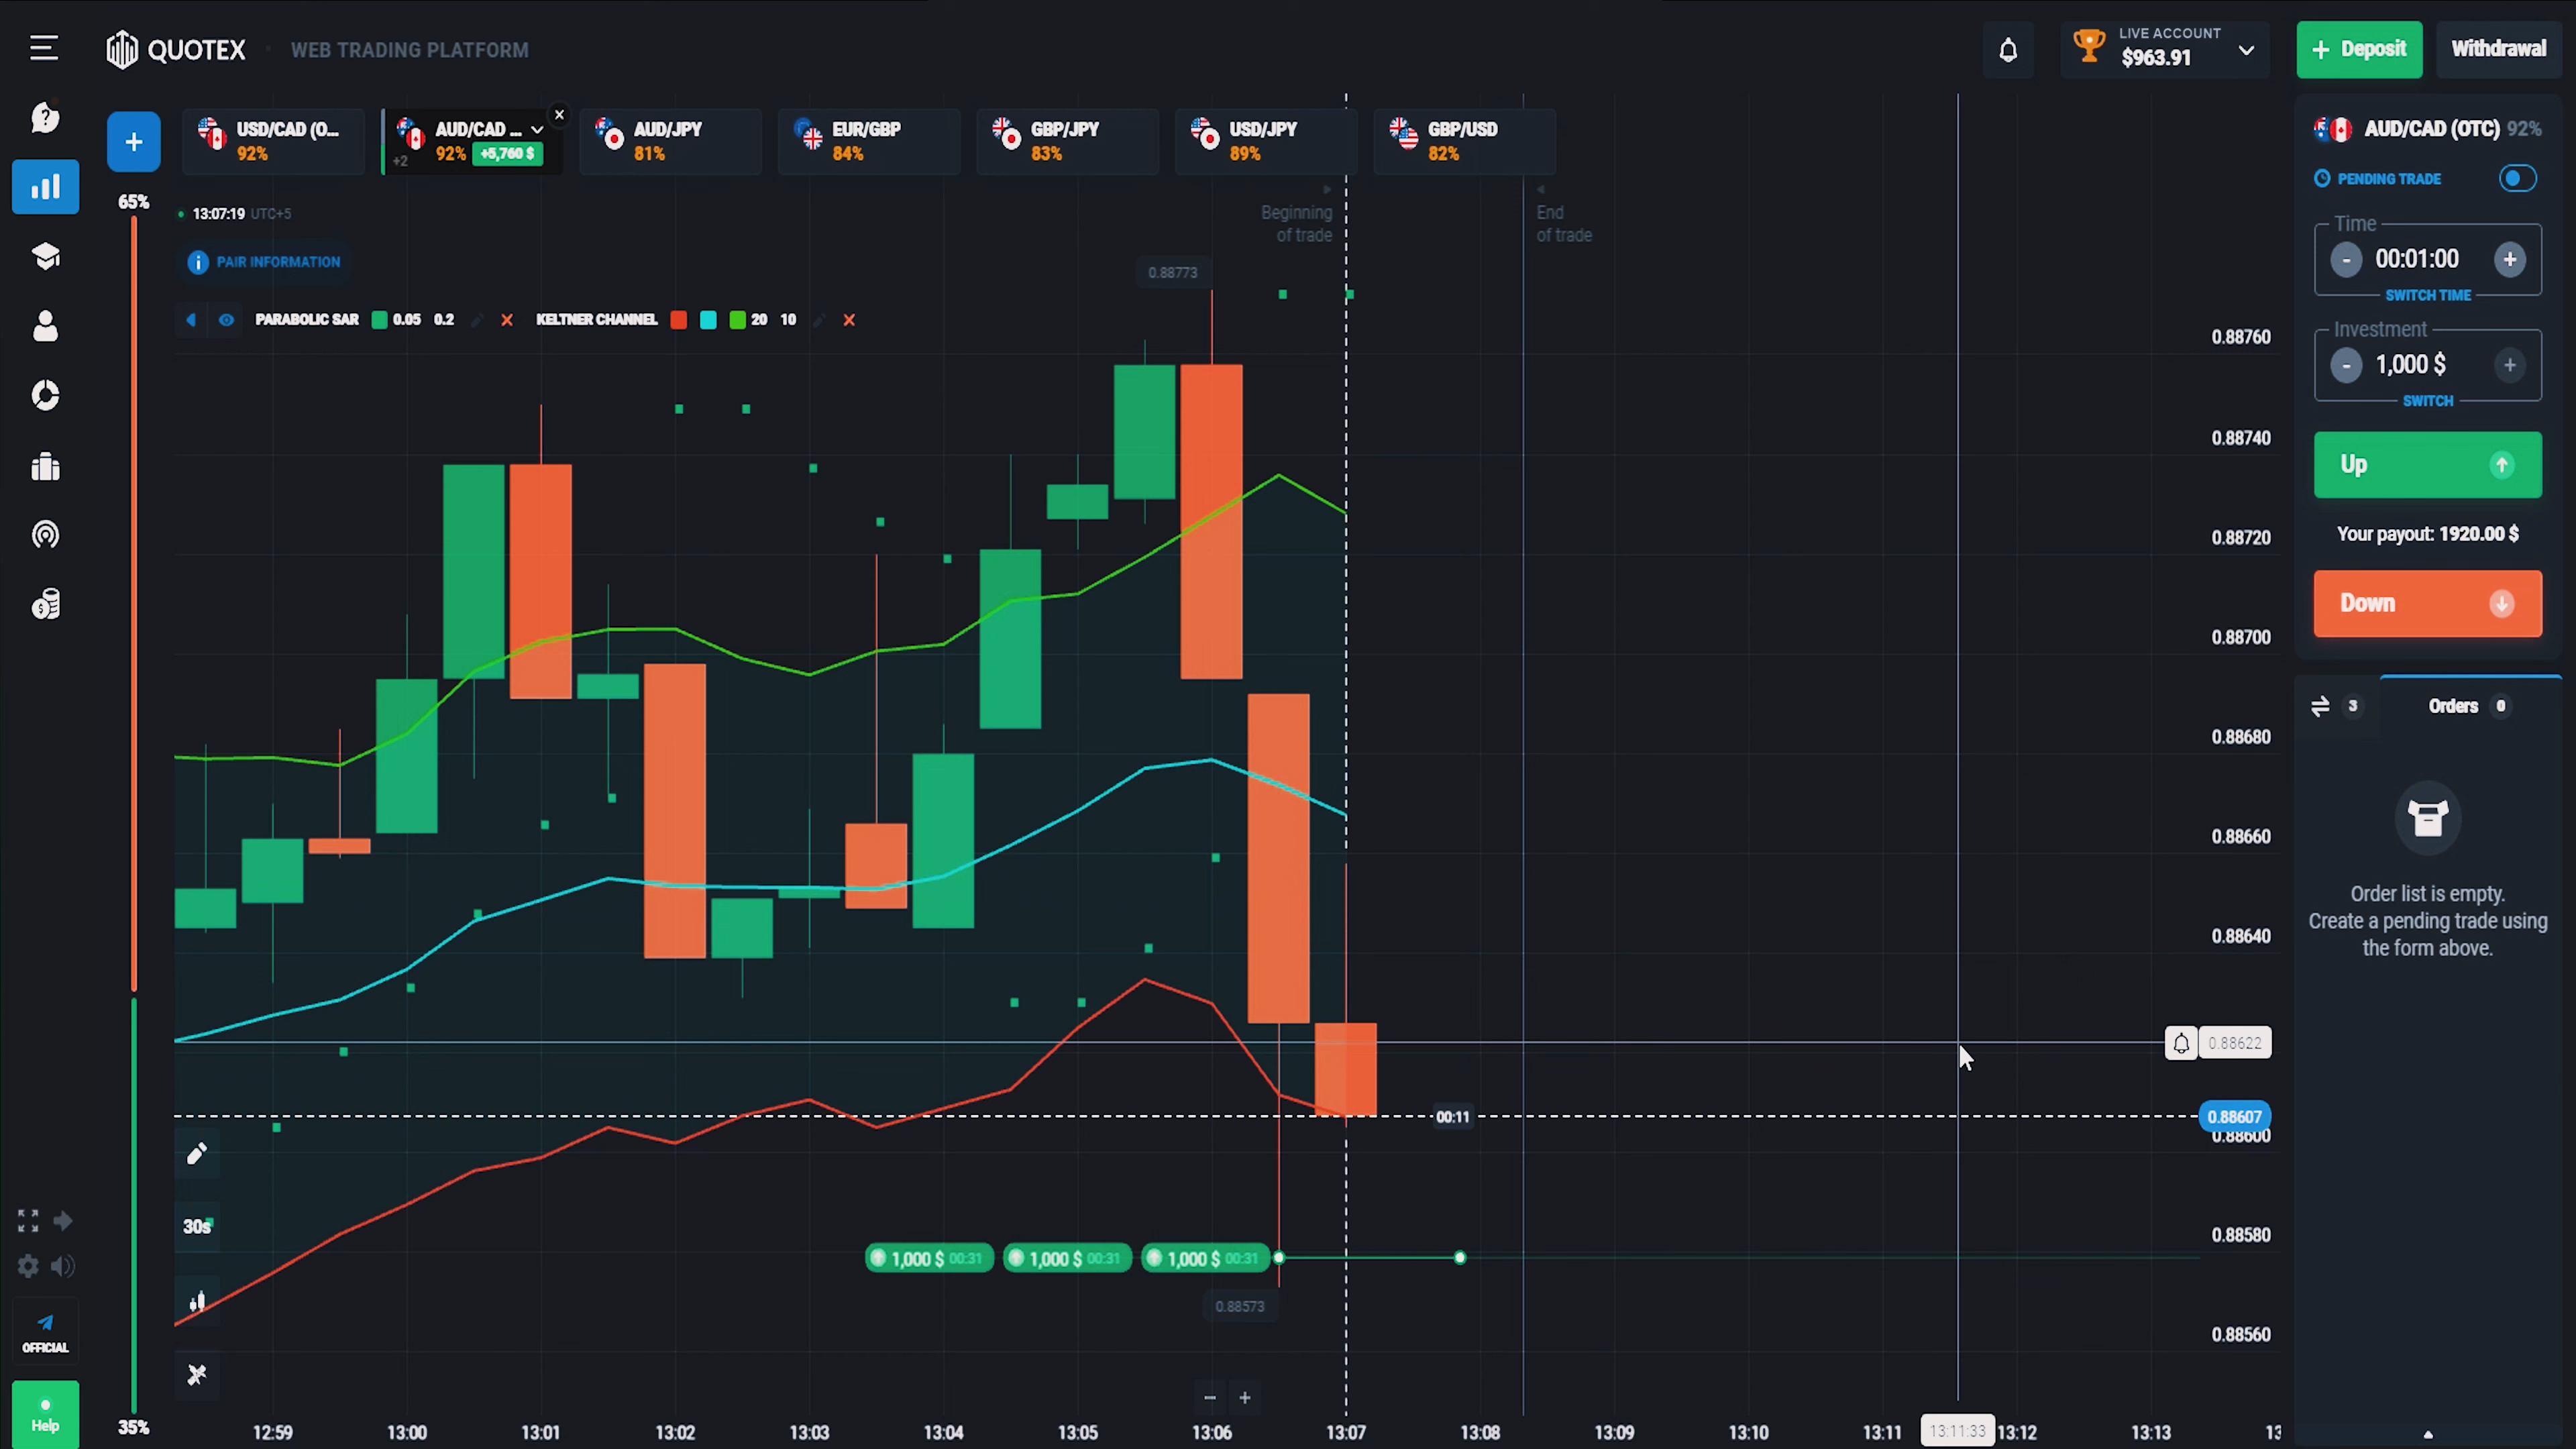 QUOTEX
WEB TRADING PLATFORM
LIVE ACCOUNT
$963.91
+ Deposit
Withdrawal
USD/CAD (O...
92%
AUD/CAD ...
+2
92%
+5,760 $
AUD/JPY
81%
EUR/GBP
84%
GBP/JPY
83%
USD/JPY
89%
GBP/USD
82%
65%
13:07:19 UTC+5
PAIR INFORMATION
PARABOLIC SAR 0.05 0.2
KELTNER CHANNEL 20 10
Beginning
of trade
End
of trade
0.88773
0.88760
0.88740
0.88720
0.88700
0.88680
0.88660
0.88640
0.88622
0.88607
0.88600
0.88580
0.88560
00:11
1,000 $ 00:31
1,000 $ 00:31
1,000 $ 00:31
0.88573
30s
OFFICIAL
Help
35%
12:59
13:00
13:01
13:02
13:03
13:04
13:05
13:06
13:07
13:08
13:09
13:10
13:11
13:11:33
13:12
13:13
AUD/CAD (OTC) 92%
PENDING TRADE
Time
- 00:01:00 +
SWITCH TIME
Investment
- 1,000 $ +
SWITCH
Up
Your payout: 1920.00 $
Down
3
Orders 0
Order list is empty.
Create a pending trade using
the form above.